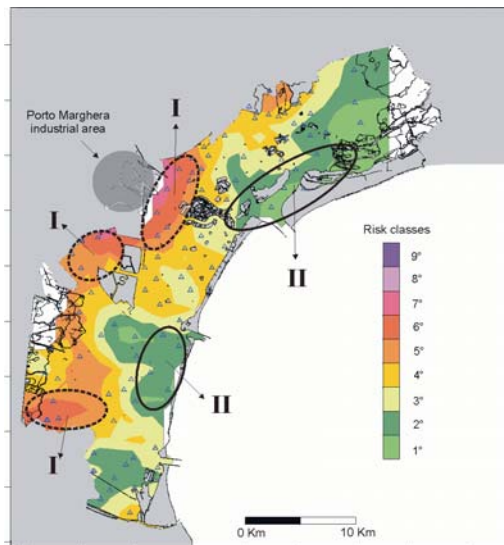 I
Porto Marghera
industrial area
I
II
Risk classes
9°
8°
7°
6°
5°
4°
3°
2°
1°
II
I
0 Km
10 Km